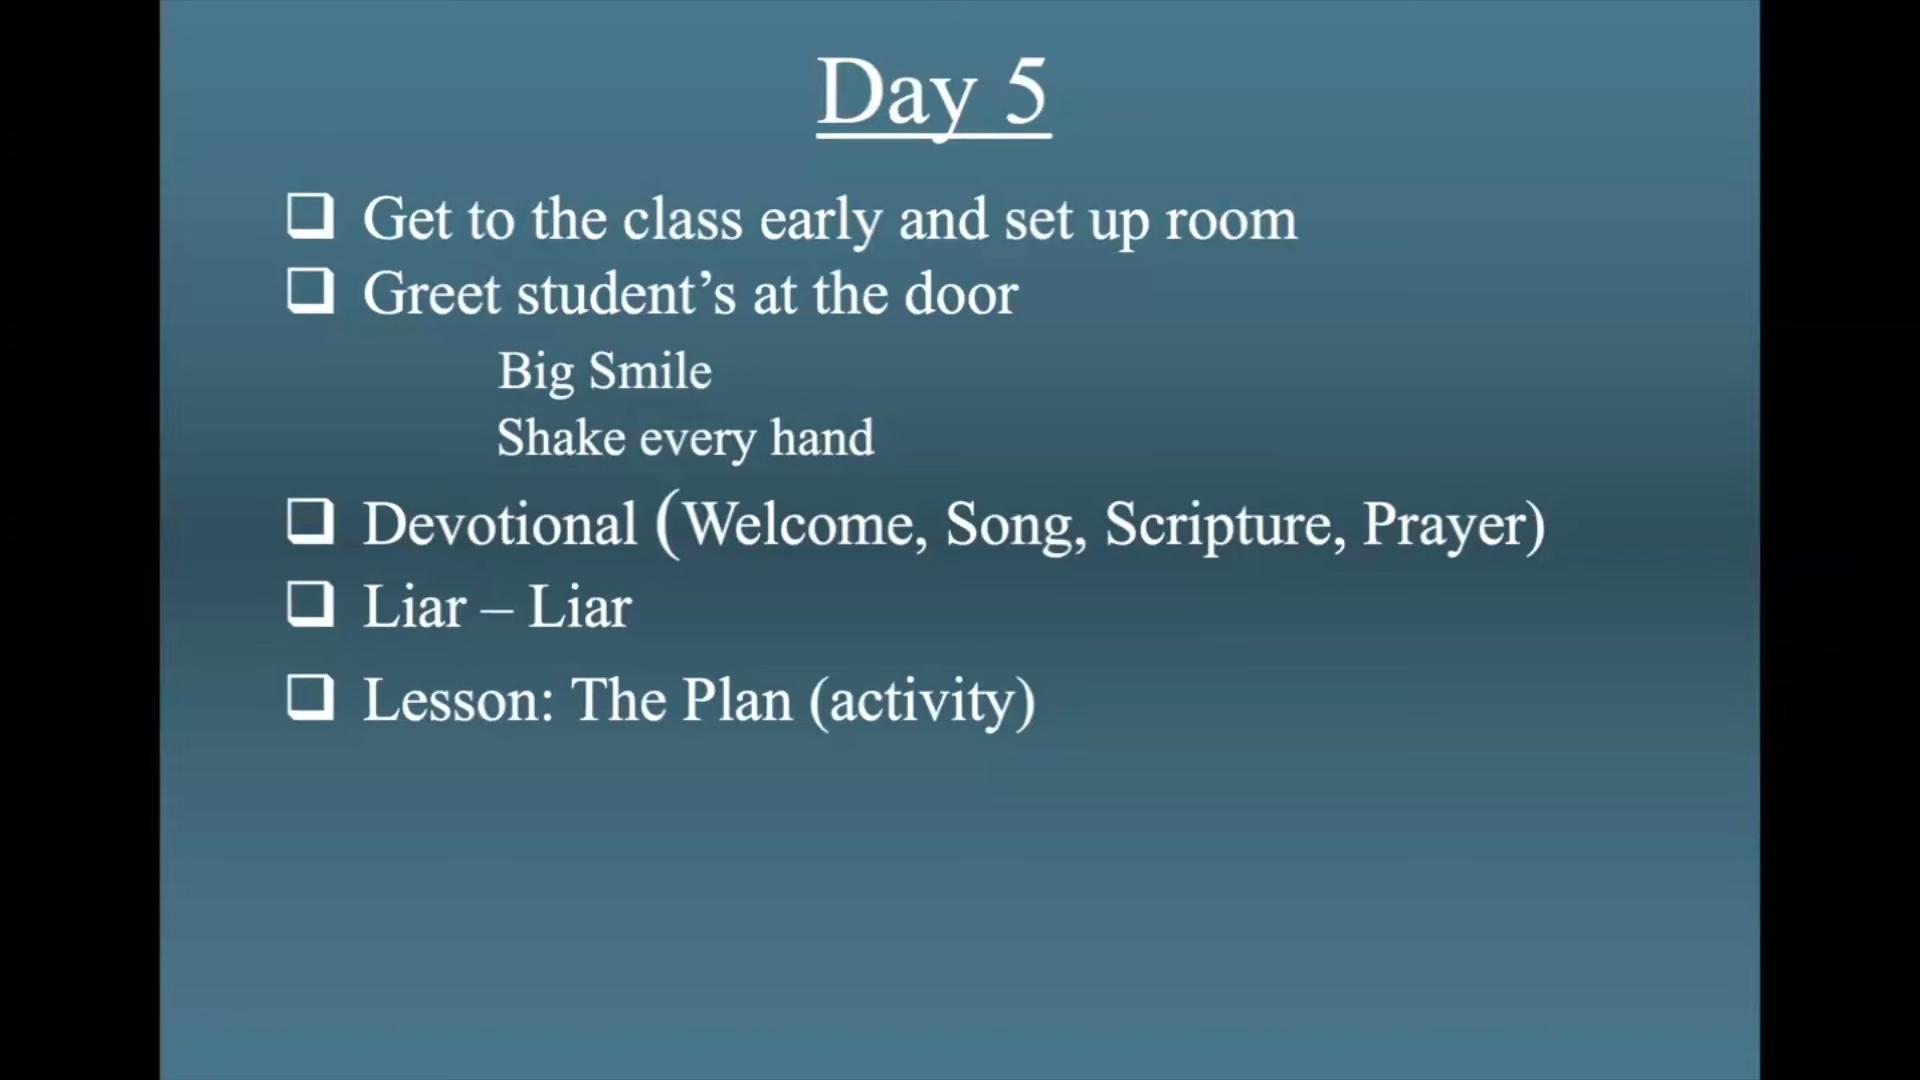 Day 5
❑ Get to the class early and set up room
❑ Greet student’s at the door
Big Smile
Shake every hand
❑ Devotional (Welcome, Song, Scripture, Prayer)
❑ Liar – Liar
❑ Lesson: The Plan (activity)